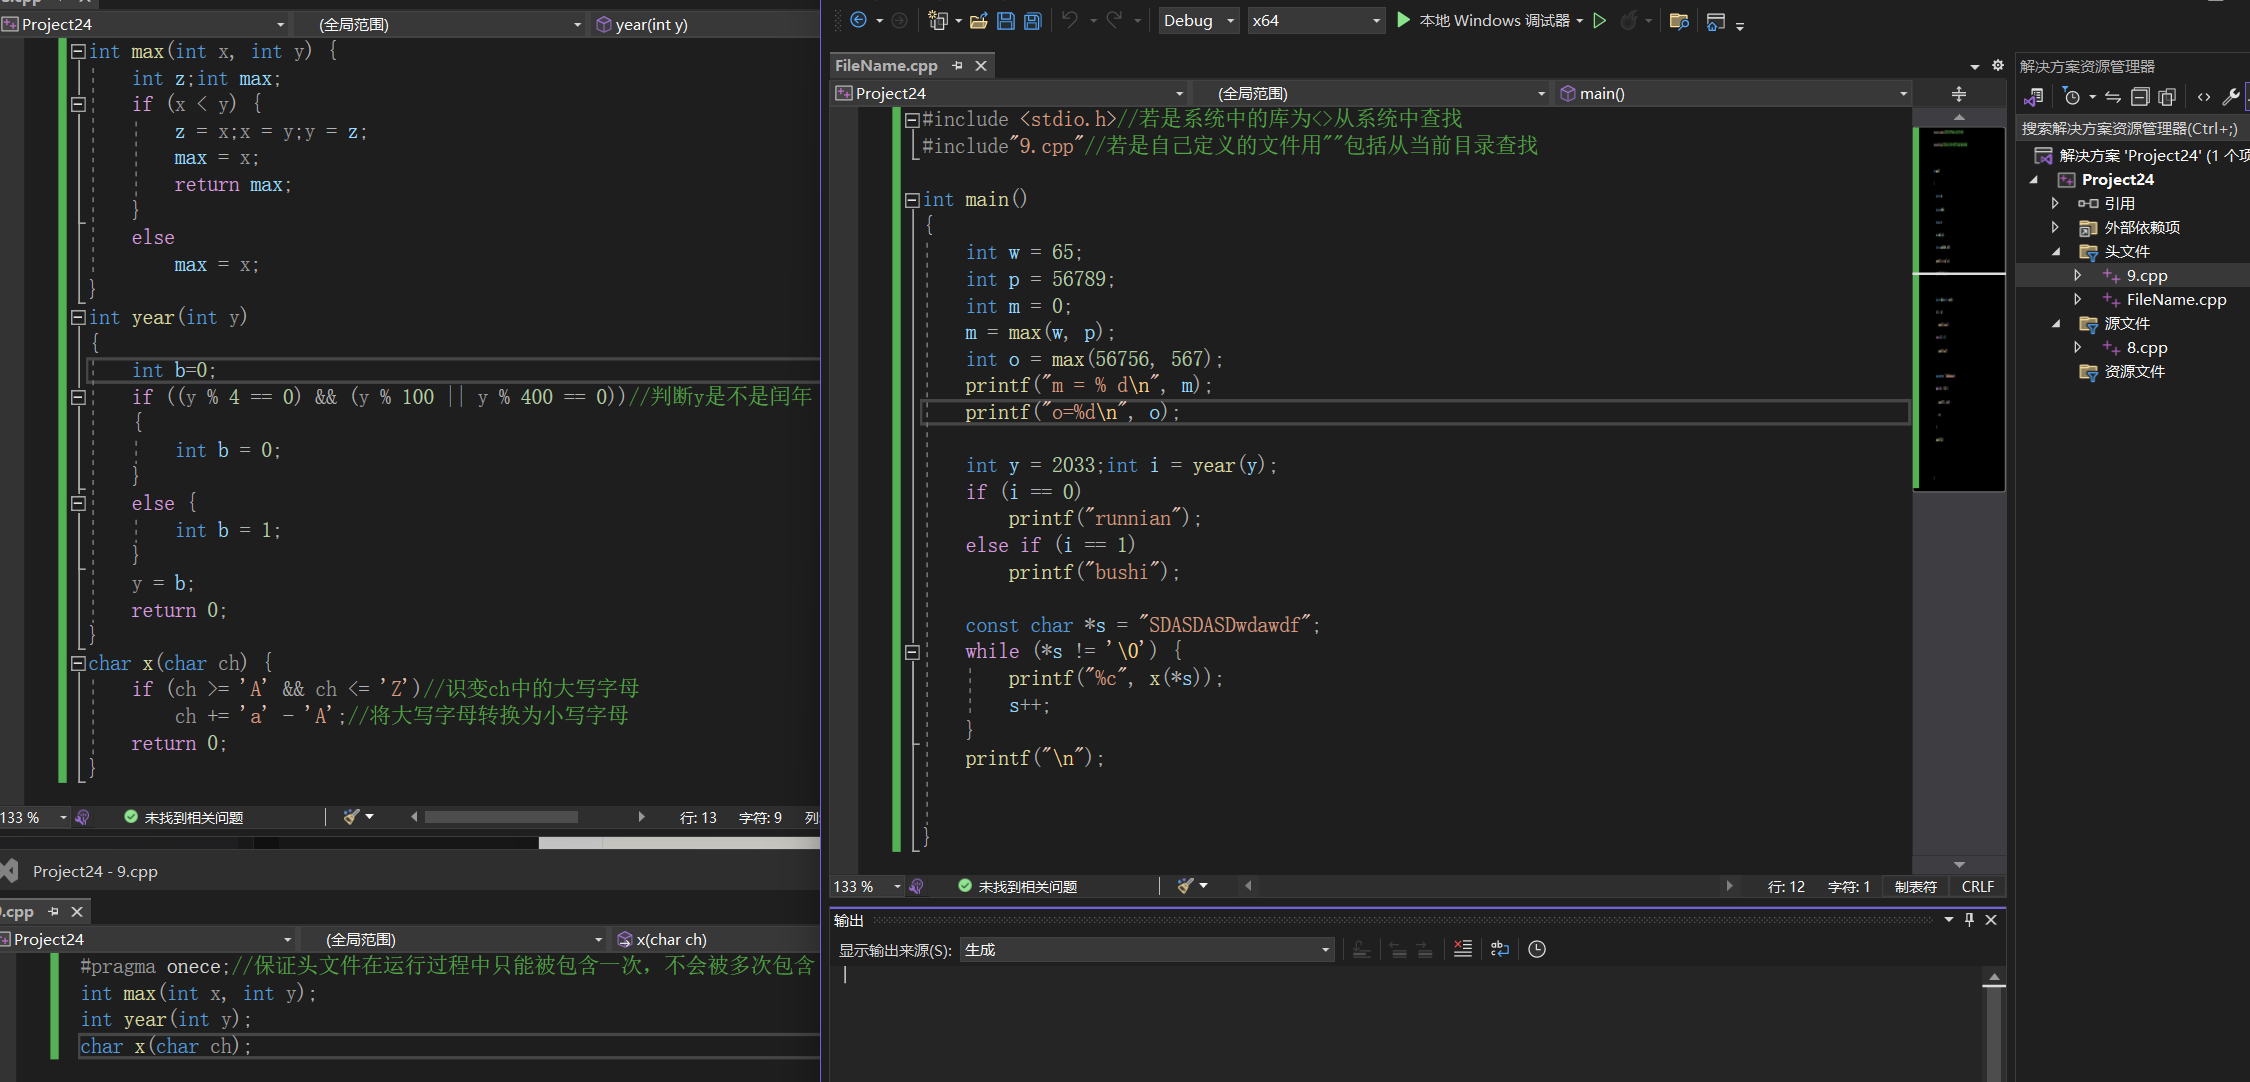 Project24
(全局范围)
year(int y)
int max(int x, int y) {
int z;int max;
if (x < y) {
z = x;x = y;y = z;
max = x;
return max;
}
else
max = x;
}
int year(int y)
{
int b=0;
if ((y % 4 == 0) && (y % 100 || y % 400 == 0))//判断y是不是闰年
{
int b = 0;
}
else {
int b = 1;
}
y = b;
return 0;
}
char x(char ch) {
if (ch >= 'A' && ch <= 'Z')//识变ch中的大写字母
ch += 'a' - 'A';//将大写字母转换为小写字母
return 0;
}
133 %
未找到相关问题
行: 13
字符: 9
Project24 - 9.cpp
.cpp
Project24
(全局范围)
x(char ch)
#pragma onece;//保证头文件在运行过程中只能被包含一次，不会被多次包含
int max(int x, int y);
int year(int y);
char x(char ch);
Debug
x64
本地 Windows 调试器
FileName.cpp
Project24
(全局范围)
main()
#include <stdio.h>//若是系统中的库为<>从系统中查找
#include"9.cpp"//若是自己定义的文件用""包括从当前目录查找
int main()
{
int w = 65;
int p = 56789;
int m = 0;
m = max(w, p);
int o = max(56756, 567);
printf("m = % d\n", m);
printf("o=%d\n", o);
int y = 2033;int i = year(y);
if (i == 0)
printf("runnian");
else if (i == 1)
printf("bushi");
const char *s = "SDASDASDwdawdf";
while (*s != '\0') {
printf("%c", x(*s));
s++;
}
printf("\n");
}
133 %
未找到相关问题
行: 12
字符: 1
制表符
CRLF
输出
显示输出来源(S):
生成
解决方案资源管理器
搜索解决方案资源管理器(Ctrl+;)
解决方案 'Project24' (1 个项
Project24
引用
外部依赖项
头文件
9.cpp
FileName.cpp
源文件
8.cpp
资源文件